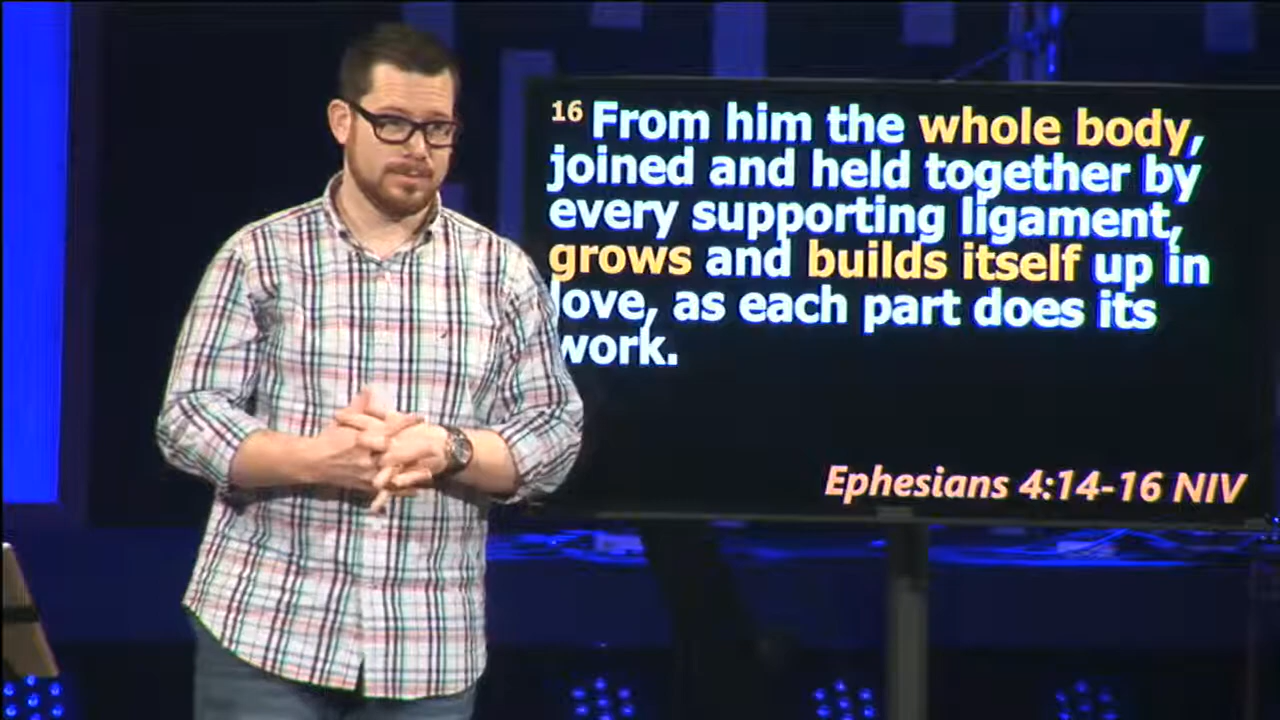 16 From him the whole body,
joined and held together by
every supporting ligament,
grows and builds itself up in
love, as each part does its
work.
Ephesians 4:14-16 NIV